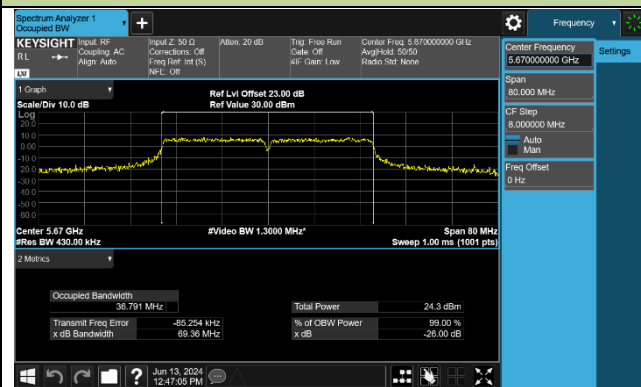 Spectrum Analyzer 1
Occupied BW
Frequency
KEYSIGHT
RL
LXI
Input: RF
Coupling: AC
Align: Auto
Input Z: 50 Ω
Corrections: Off
Freq Ref: Int (S)
NFE: Off
Atten: 20 dB
Trig: Free Run
Gate: Off
#IF Gain: Low
Center Freq: 5.670000000 GHz
Avg|Hold: 50/50
Radio Std: None
Center Frequency
5.670000000 GHz
Settings
Span
80.000 MHz
CF Step
8.000000 MHz
Auto
Man
Freq Offset
0 Hz
1 Graph
Scale/Div 10.0 dB
Ref Lvl Offset 23.00 dB
Ref Value 30.00 dBm
Log
20.0
10.0
0.00
-10.0
-20.0
-30.0
-40.0
-50.0
-60.0
Center 5.67 GHz
#Video BW 1.3000 MHz*
Span 80 MHz
#Res BW 430.00 kHz
Sweep 1.00 ms (1001 pts)
2 Metrics
Occupied Bandwidth
36.791 MHz
Total Power 24.3 dBm
Transmit Freq Error -85.254 kHz
% of OBW Power 99.00 %
x dB Bandwidth 69.36 MHz
x dB -26.00 dB
?
Jun 13, 2024
12:47:05 PM